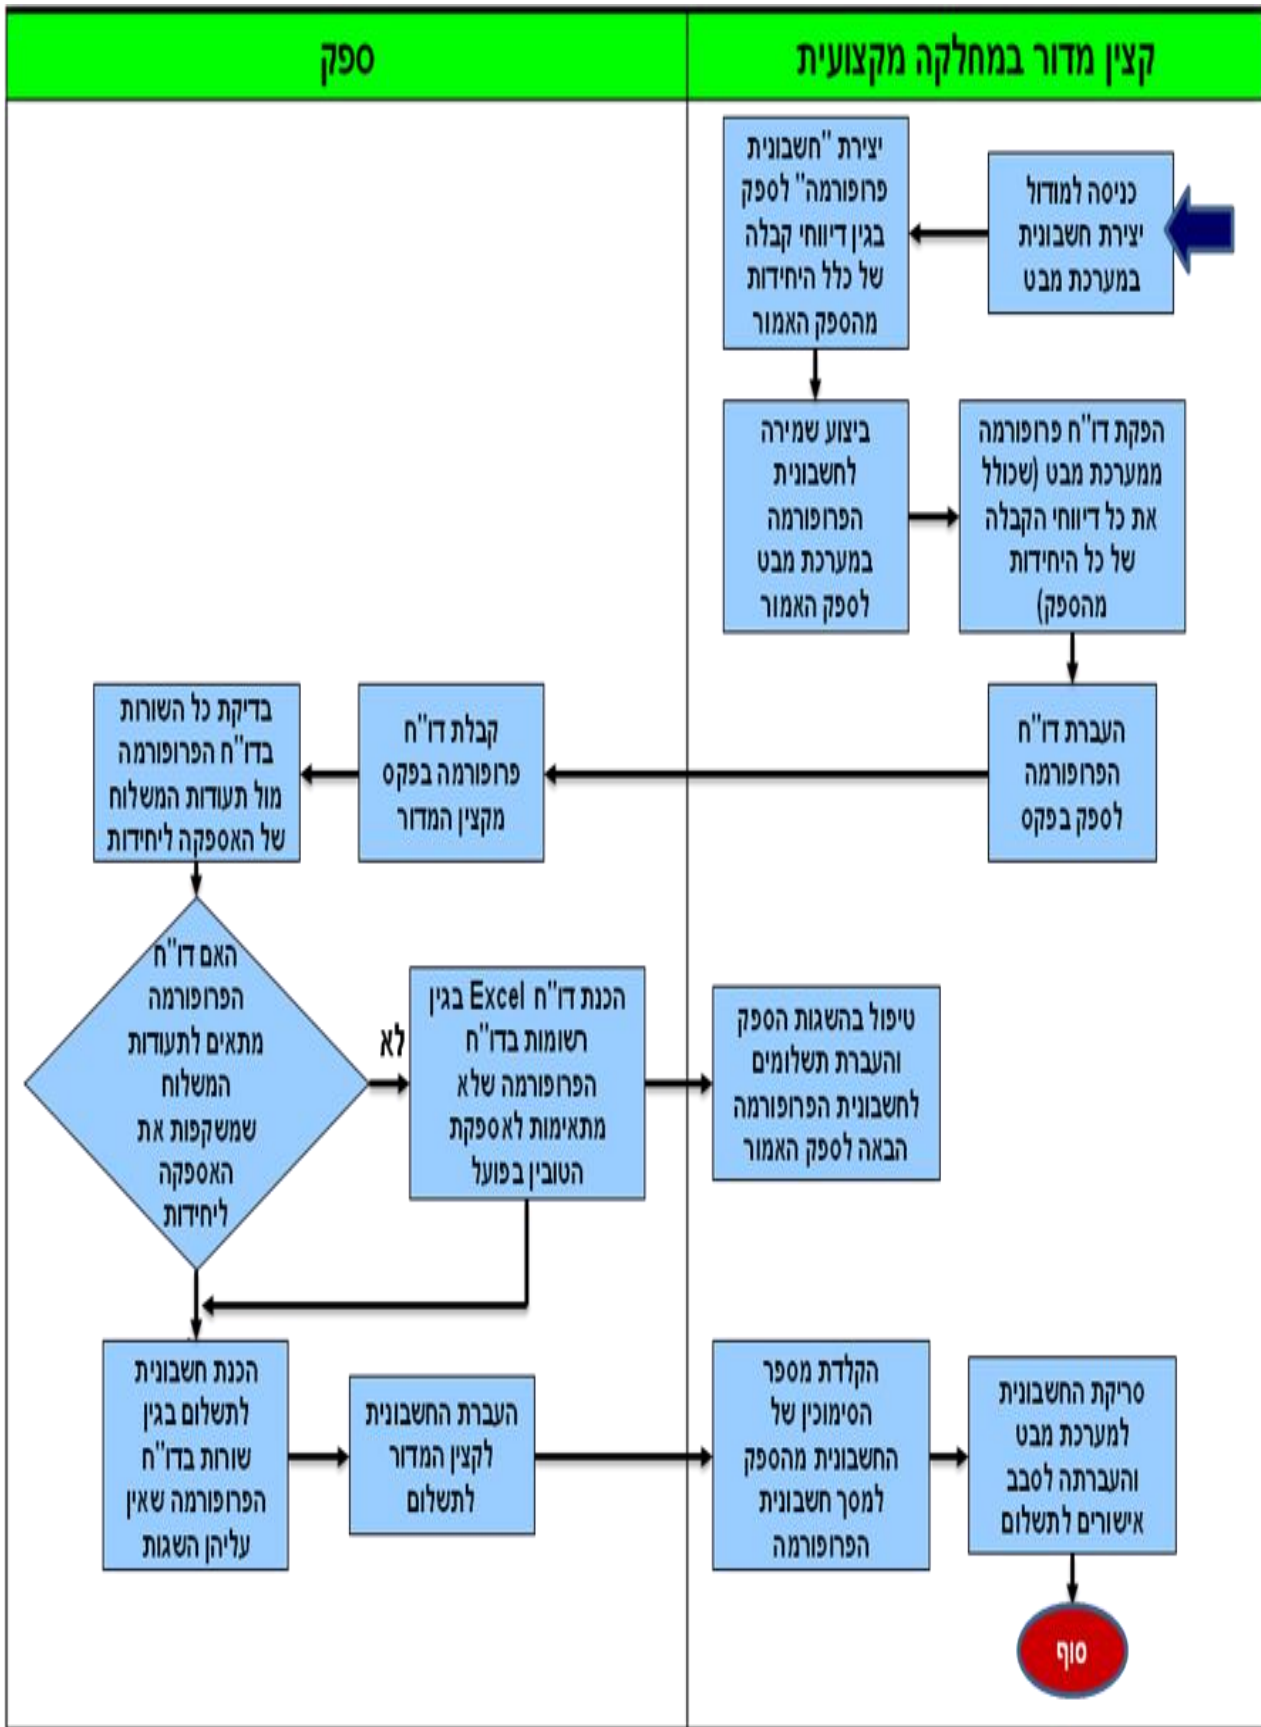 קצין מדור במחלקה מקצועית
ספק
כניסה למודול
יצירת חשבונית
במערכת מבט
יצירת "חשבונית
פרופורמה" לספק
בגין דיווחי קבלה
של כלל היחידות
מהספק האמור
ביצוע שמירה
לחשבונית
הפרופורמה
במערכת מבט
לספק האמור
הפקת דו"ח פרופורמה
ממערכת מבט (שכולל
את כל דיווחי הקבלה
של כל היחידות
מהספק)
העברת דו"ח
הפרופורמה
לספק בפקס
קבלת דו"ח
פרופורמה בפקס
מקצין המדור
בדיקת כל השורות
בדו"ח הפרופורמה
מול תעודות המשלוח
של האספקה ליחידות
האם דו"ח
הפרופורמה
מתאים לתעודות
המשלוח
שמשקפות את
האספקה
ליחידות
לא
הכנת דו"ח Excel בגין
רשומות בדו"ח
הפרופורמה שלא
מתאימות לאספקת
הטובין בפועל
טיפול בהשגות הספק
והעברת תשלומים
לחשבונית הפרופורמה
הבאה לספק האמור
הכנת חשבונית
לתשלום בגין
שורות בדו"ח
הפרופורמה שאין
עליהן השגות
העברת החשבונית
לקצין המדור
לתשלום
הקלדת מספר
הסימוכין של
החשבונית מהספק
למסך חשבונית
הפרופורמה
סריקת החשבונית
למערכת מבט
והעברתה לסבב
אישורים לתשלום
סוף